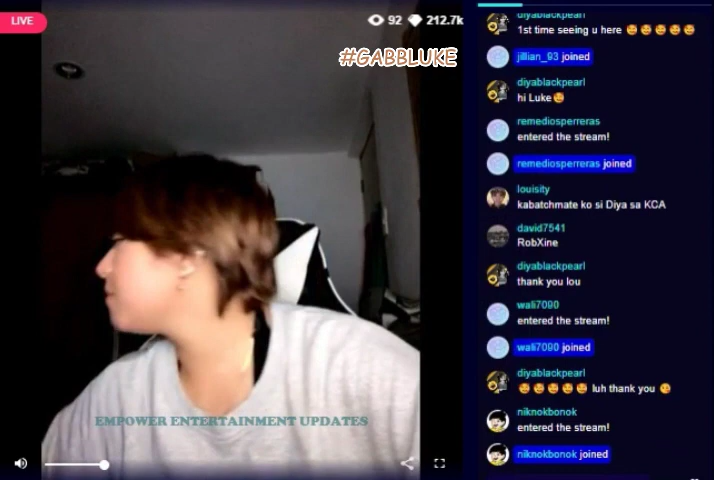 LIVE
92 212.7k
#GABBLUKE
EMPOWER ENTERTAINMENT UPDATES
diyablackpearl
1st time seeing u here 🥰🥰🥰🥰🥰
jillian_93 joined
diyablackpearl
hi Luke🥰
remediosperreras
entered the stream!
remediosperreras joined
louisity
kabatchmate ko si Diya sa KCA
david7541
RobXine
diyablackpearl
thank you lou
wali7090
entered the stream!
wali7090 joined
diyablackpearl
🥰🥰🥰🥰🥰 luh thank you 😘
niknokbonok
entered the stream!
niknokbonok joined